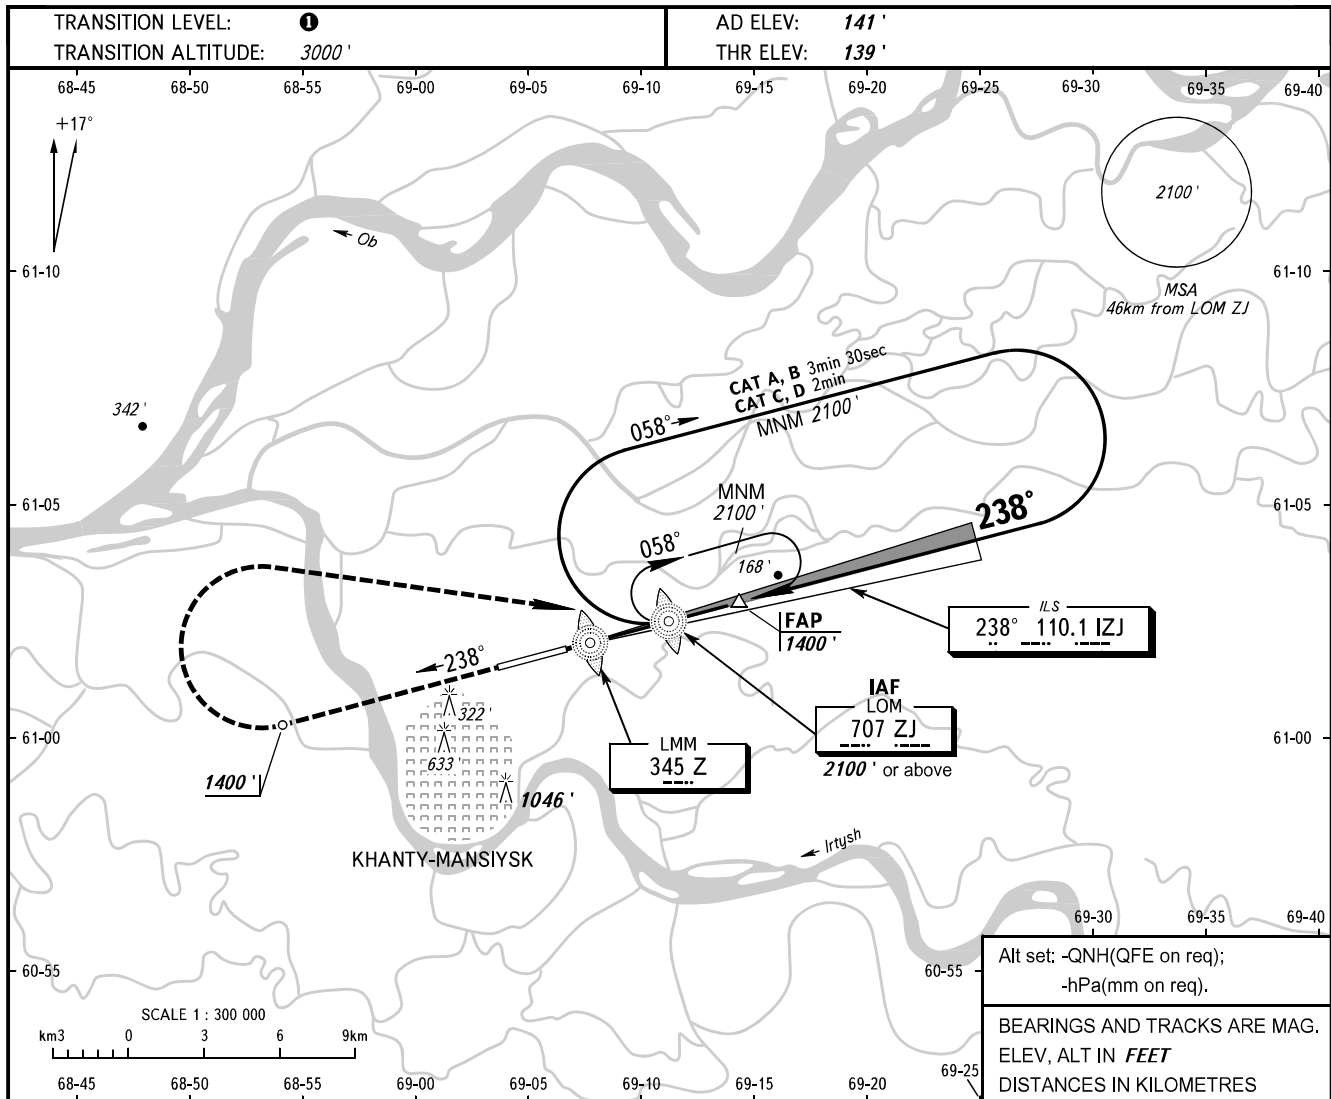 TRANSITION LEVEL: ❶
TRANSITION ALTITUDE: 3000 '
AD ELEV: 141 '
THR ELEV: 139 '
68-45 68-50 68-55 69-00 69-05 69-10 69-15 69-20 69-25 69-30 69-35 69-40
+17°
2100 '
MSA
46km from LOM ZJ
Ob
61-10 61-10
CAT A, B 3min 30sec
CAT C, D 2min
MNM 2100 '
058°
342 '
61-05 61-05
MNM
2100 '
058°
168 '
238°
FAP
1400 '
ILS
238° 110.1 IZJ
238°
IAF
LOM
707 ZJ
2100 ' or above
LMM
345 Z
322 '
633 '
1046 '
1400 '
61-00 61-00
KHANTY-MANSIYSK
Irtysh
69-30 69-35 69-40
60-55 60-55
Alt set: -QNH(QFE on req);
-hPa(mm on req).
BEARINGS AND TRACKS ARE MAG.
ELEV, ALT IN FEET
DISTANCES IN KILOMETRES
SCALE 1 : 300 000
km3 0 3 6 9km
68-45 68-50 68-55 69-00 69-05 69-10 69-15 69-20 69-25